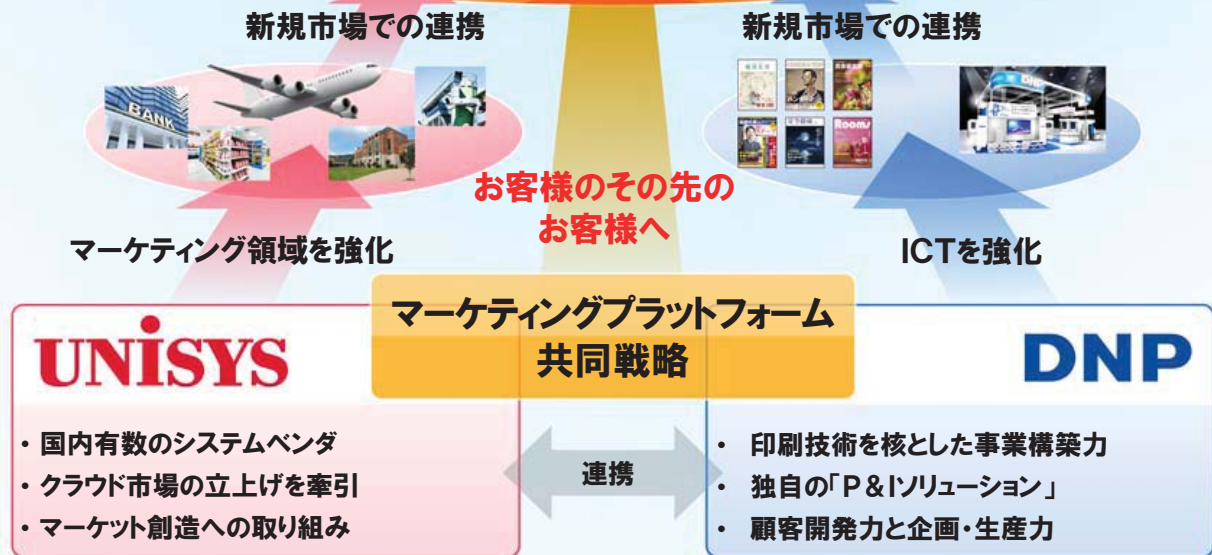 新規市場での連携
新規市場での連携
BANK
DNP
Rooms
お客様のその先の
お客様へ
マーケティング領域を強化
ICTを強化
マーケティングプラットフォーム
共同戦略
UNISYS
DNP
・ 国内有数のシステムベンダ
・ クラウド市場の立上げを牽引
・ マーケット創造への取り組み
連携
・ 印刷技術を核とした事業構築力
・ 独自の「P&Iソリューション」
・ 顧客開発力と企画・生産力